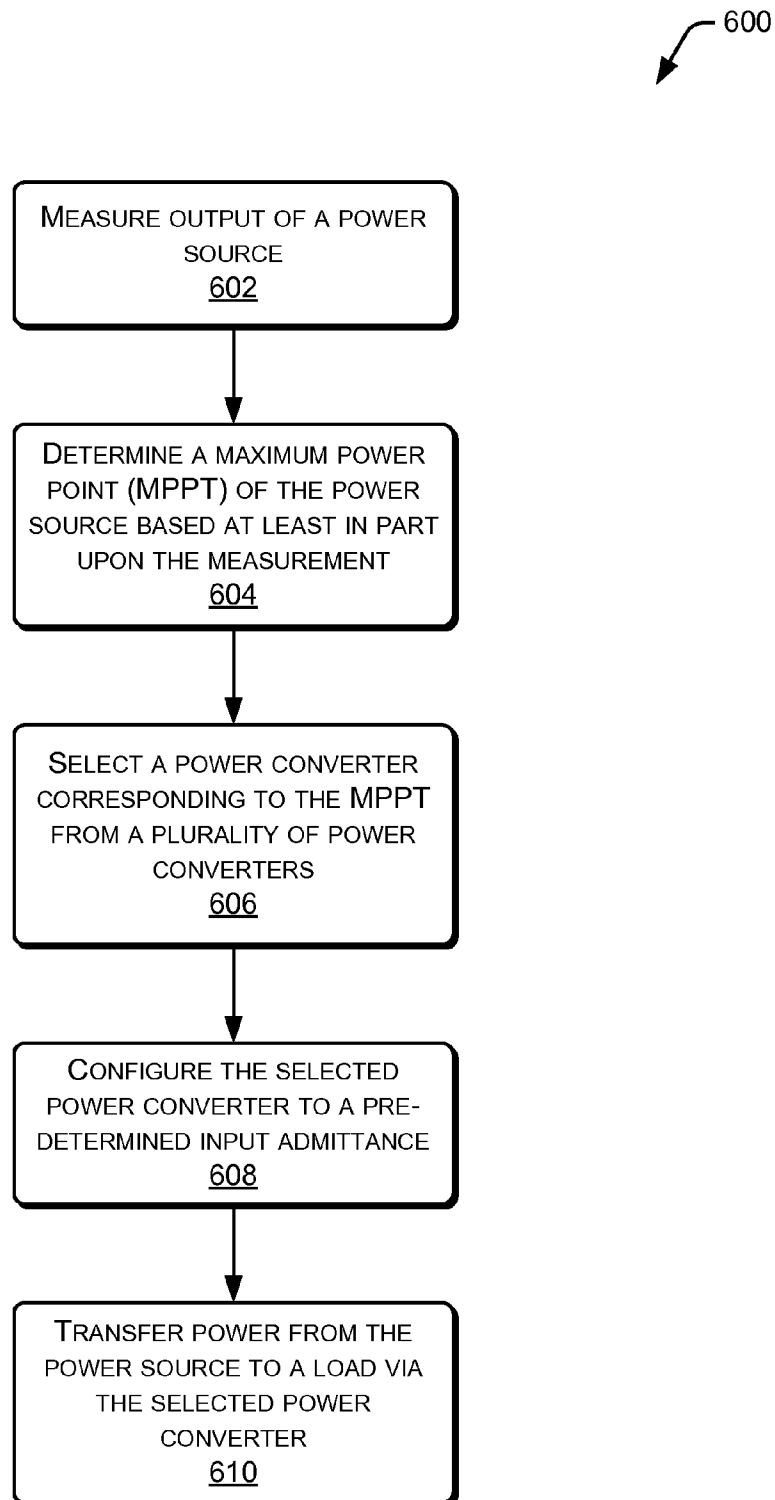 600
MEASURE OUTPUT OF A POWER
SOURCE
602
DETERMINE A MAXIMUM POWER
POINT (MPPT) OF THE POWER
SOURCE BASED AT LEAST IN PART
UPON THE MEASUREMENT
604
SELECT A POWER CONVERTER
CORRESPONDING TO THE MPPT
FROM A PLURALITY OF POWER
CONVERTERS
606
CONFIGURE THE SELECTED
POWER CONVERTER TO A PRE-
DETERMINED INPUT ADMITTANCE
608
TRANSFER POWER FROM THE
POWER SOURCE TO A LOAD VIA
THE SELECTED POWER
CONVERTER
610